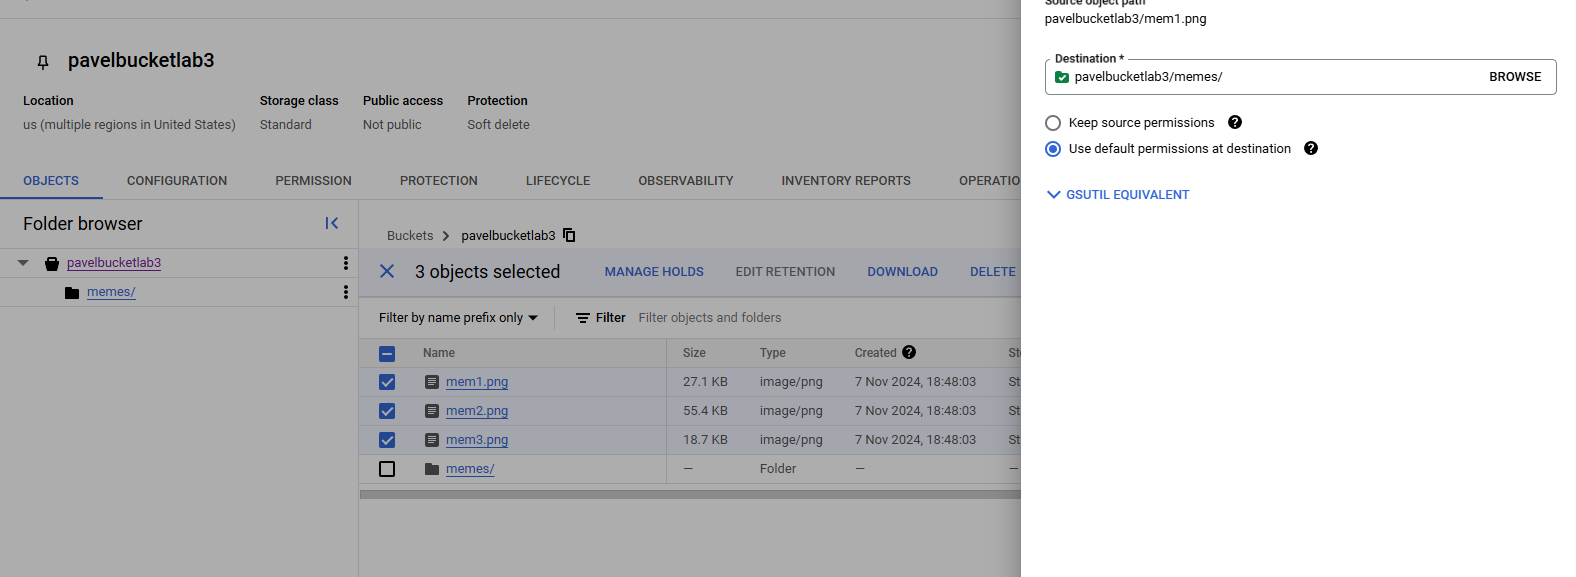 pavelbucketlab3
Location
us (multiple regions in United States)
Storage class
Standard
Public access
Not public
Protection
Soft delete
OBJECTS CONFIGURATION PERMISSION PROTECTION LIFECYCLE OBSERVABILITY INVENTORY REPORTS OPERATIO
Folder browser
pavelbucketlab3
memes/
Buckets > pavelbucketlab3
3 objects selected MANAGE HOLDS EDIT RETENTION DOWNLOAD DELETE
Filter by name prefix only Filter Filter objects and folders
Name Size Type Created St
mem1.png 27.1 KB image/png 7 Nov 2024, 18:48:03 St
mem2.png 55.4 KB image/png 7 Nov 2024, 18:48:03 St
mem3.png 18.7 KB image/png 7 Nov 2024, 18:48:03 St
memes/ — Folder — —
Source object path
pavelbucketlab3/mem1.png
Destination *
pavelbucketlab3/memes/ BROWSE
Keep source permissions
Use default permissions at destination
GSUTIL EQUIVALENT